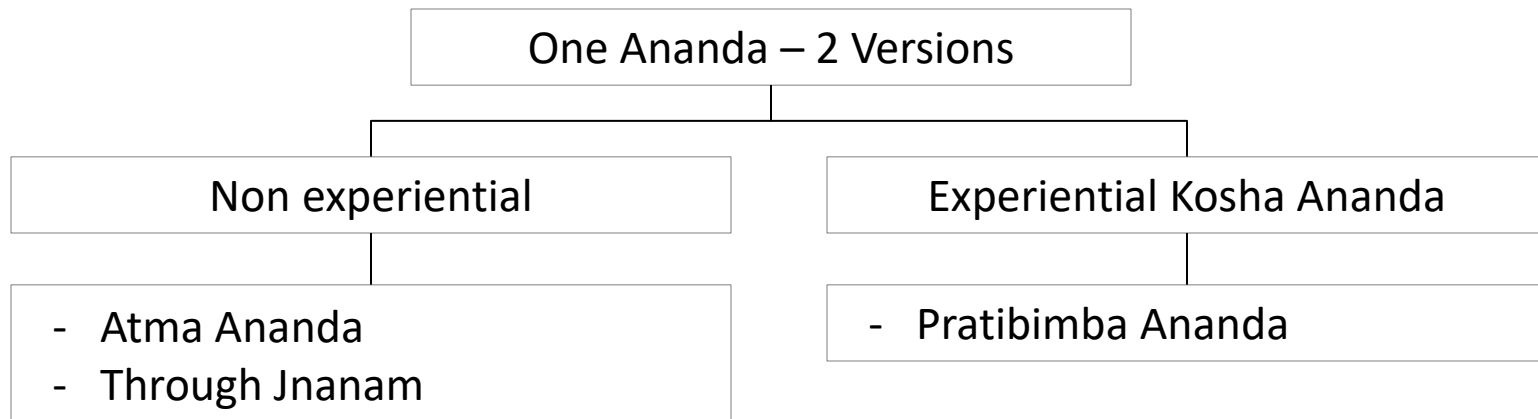 One Ananda – 2 Versions
Non experiential
Experiential Kosha Ananda
- Atma Ananda
- Through Jnanam
- Pratibimba Ananda